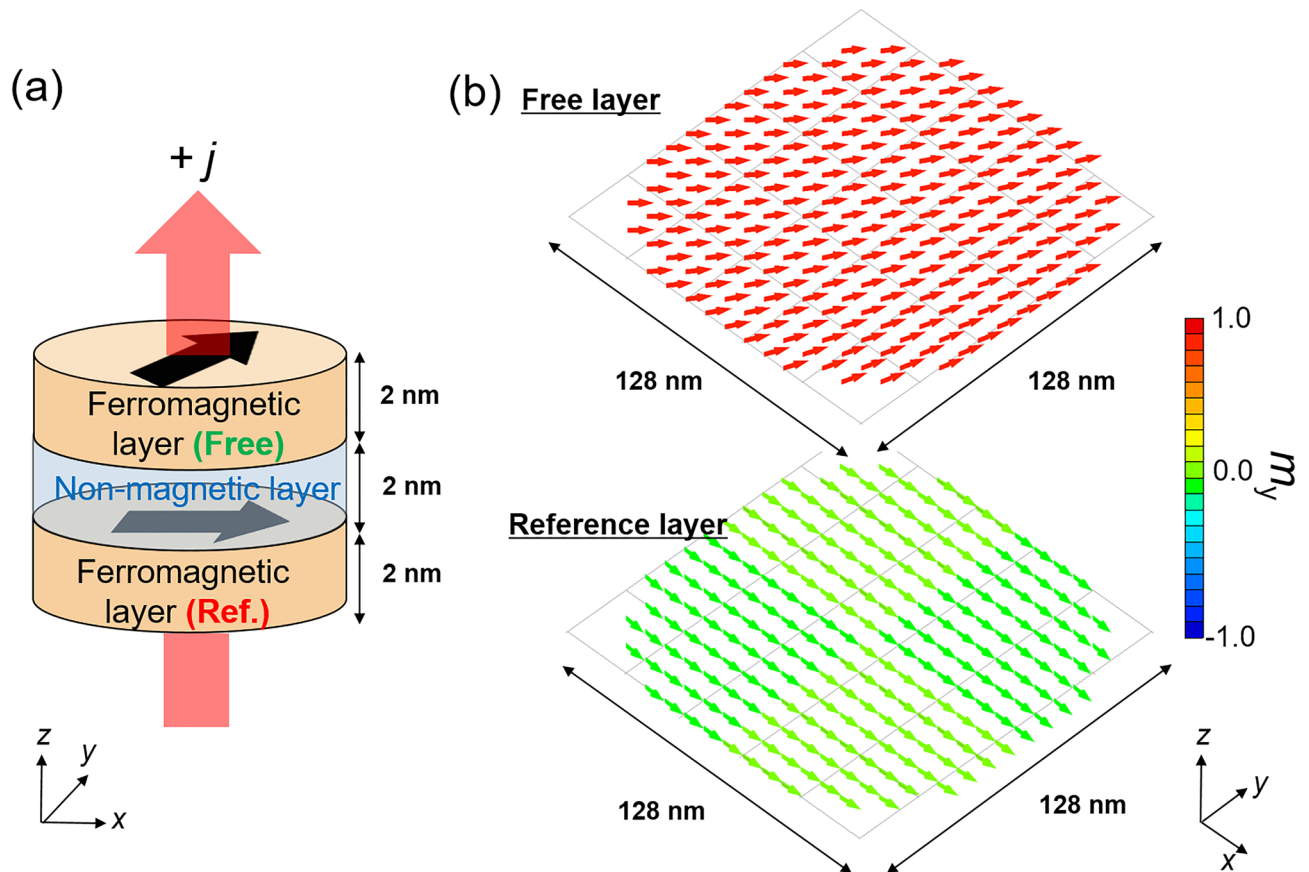 (a)
+ j
Ferromagnetic
layer (Free)
Non-magnetic layer
Ferromagnetic
layer (Ref.)
2 nm
2 nm
2 nm
z
y
x
(b)
Free layer
128 nm
128 nm
Reference layer
128 nm
128 nm
1.0
0.0
-1.0
my
z
y
x